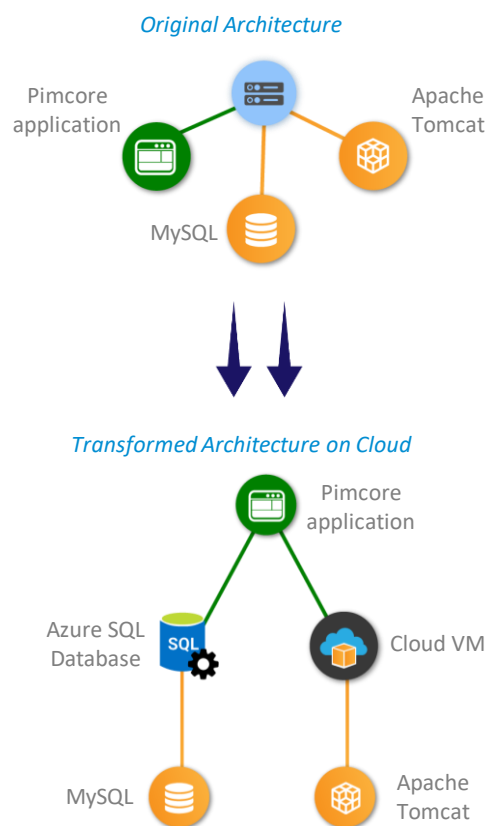 Original Architecture
Pimcore
application
Apache
Tomcat
MySQL
Transformed Architecture on Cloud
Pimcore
application
Azure SQL
Database
SQL
Cloud VM
MySQL
Apache
Tomcat